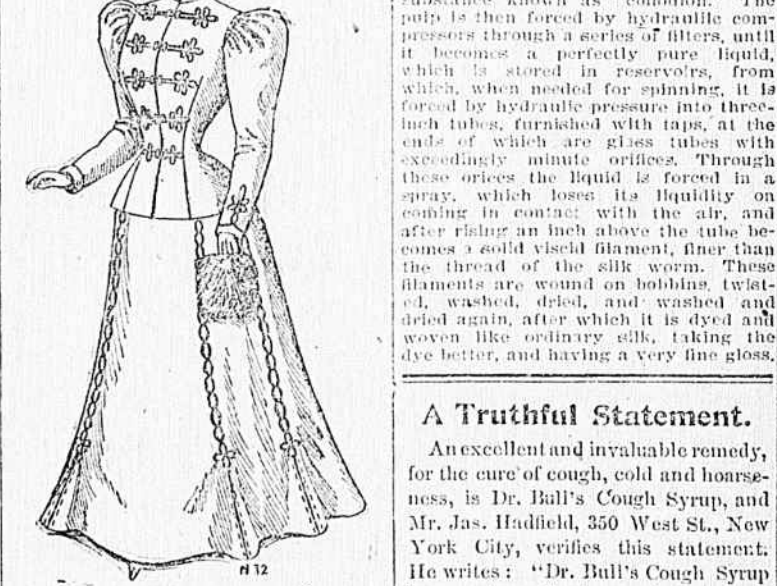 N 72
substance known as collodion. The
pulp is then forced by hydraulic com-
pressors through a series of filters, until
it becomes a perfectly pure liquid,
which is stored in reservoirs, from
which, when needed for spinning, it is
forced by hydraulic pressure into three-
inch tubes, furnished with taps, at the
ends of which are glass tubes with
exceedingly minute orifices. Through
these orices the liquid is forced in a
spray, which loses its liquidity on
coming in contact with the air, and
after rising an inch above the tube be-
comes a solid viscid filament, finer than
the thread of the silk worm. These
filaments are wound on bobbins, twist-
ed, washed, dried, and washed and
dried again, after which it is dyed and
woven like ordinary silk, taking the
dye better, and having a very fine gloss.
A Truthful Statement.
An excellent and invaluable remedy,
for the cure of cough, cold and hoarse-
ness, is Dr. Bull's Cough Syrup, and
Mr. Jas. Hadfield, 350 West St., New
York City, verifies this statement.
He writes: "Dr. Bull's Cough Syrup